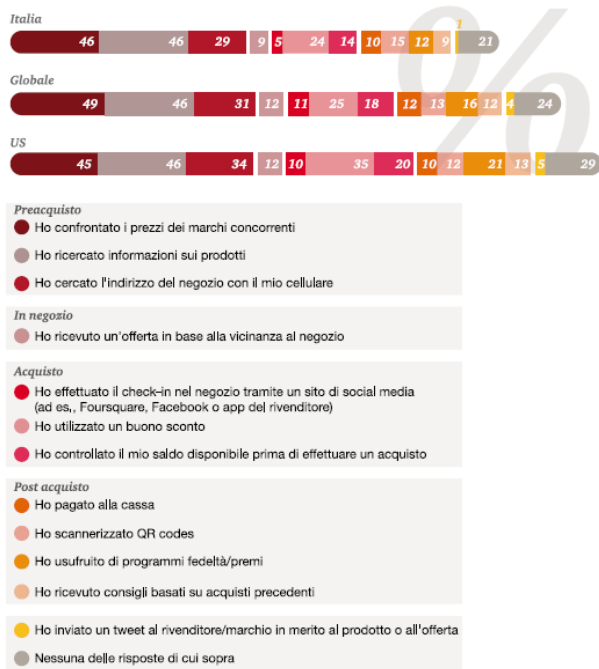 Italia
46 46 29 9 5 24 14 10 15 12 9 1 21
Globale
49 46 31 12 11 25 18 12 13 16 12 4 24
US
45 46 34 12 10 35 20 10 12 21 13 5 29
%
Preacquisto
Ho confrontato i prezzi dei marchi concorrenti
Ho ricercato informazioni sui prodotti
Ho cercato l'indirizzo del negozio con il mio cellulare
In negozio
Ho ricevuto un'offerta in base alla vicinanza al negozio
Acquisto
Ho effettuato il check–in nel negozio tramite un sito di social media
(ad es,, Foursquare, Facebook o app del rivenditore)
Ho utilizzato un buono sconto
Ho controllato il mio saldo disponibile prima di effettuare un acquisto
Post acquisto
Ho pagato alla cassa
Ho scannerizzato QR codes
Ho usufruito di programmi fedeltà/premi
Ho ricevuto consigli basati su acquisti precedenti
Ho inviato un tweet al rivenditore/marchio in merito al prodotto o all'offerta
Nessuna delle risposte di cui sopra